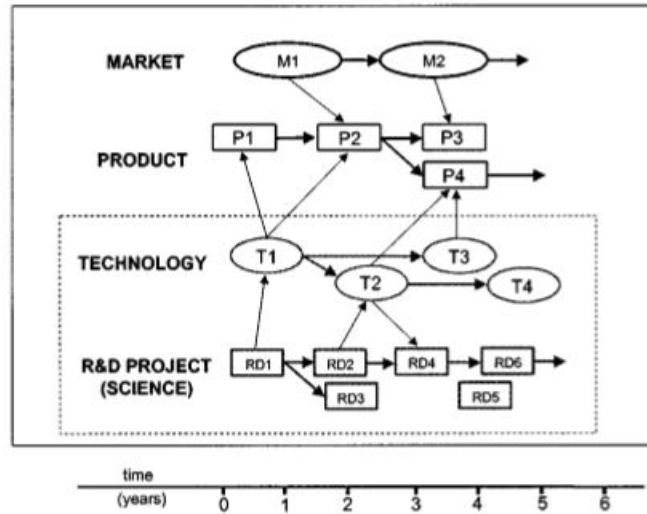 MARKET
M1
M2
P1
P2
P3
PRODUCT
P4
TECHNOLOGY
T1
T3
T2
T4
R&D PROJECT
(SCIENCE)
RD1
RD2
RD4
RD6
RD3
RD5
time
(years)
0 1 2 3 4 5 6